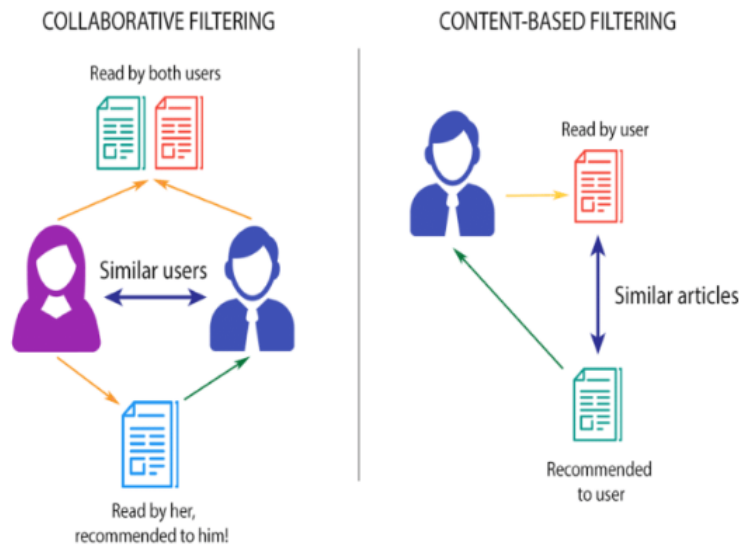 COLLABORATIVE FILTERING
Read by both users
Similar users
Read by her,
recommended to him!
CONTENT-BASED FILTERING
Read by user
Similar articles
Recommended
to user